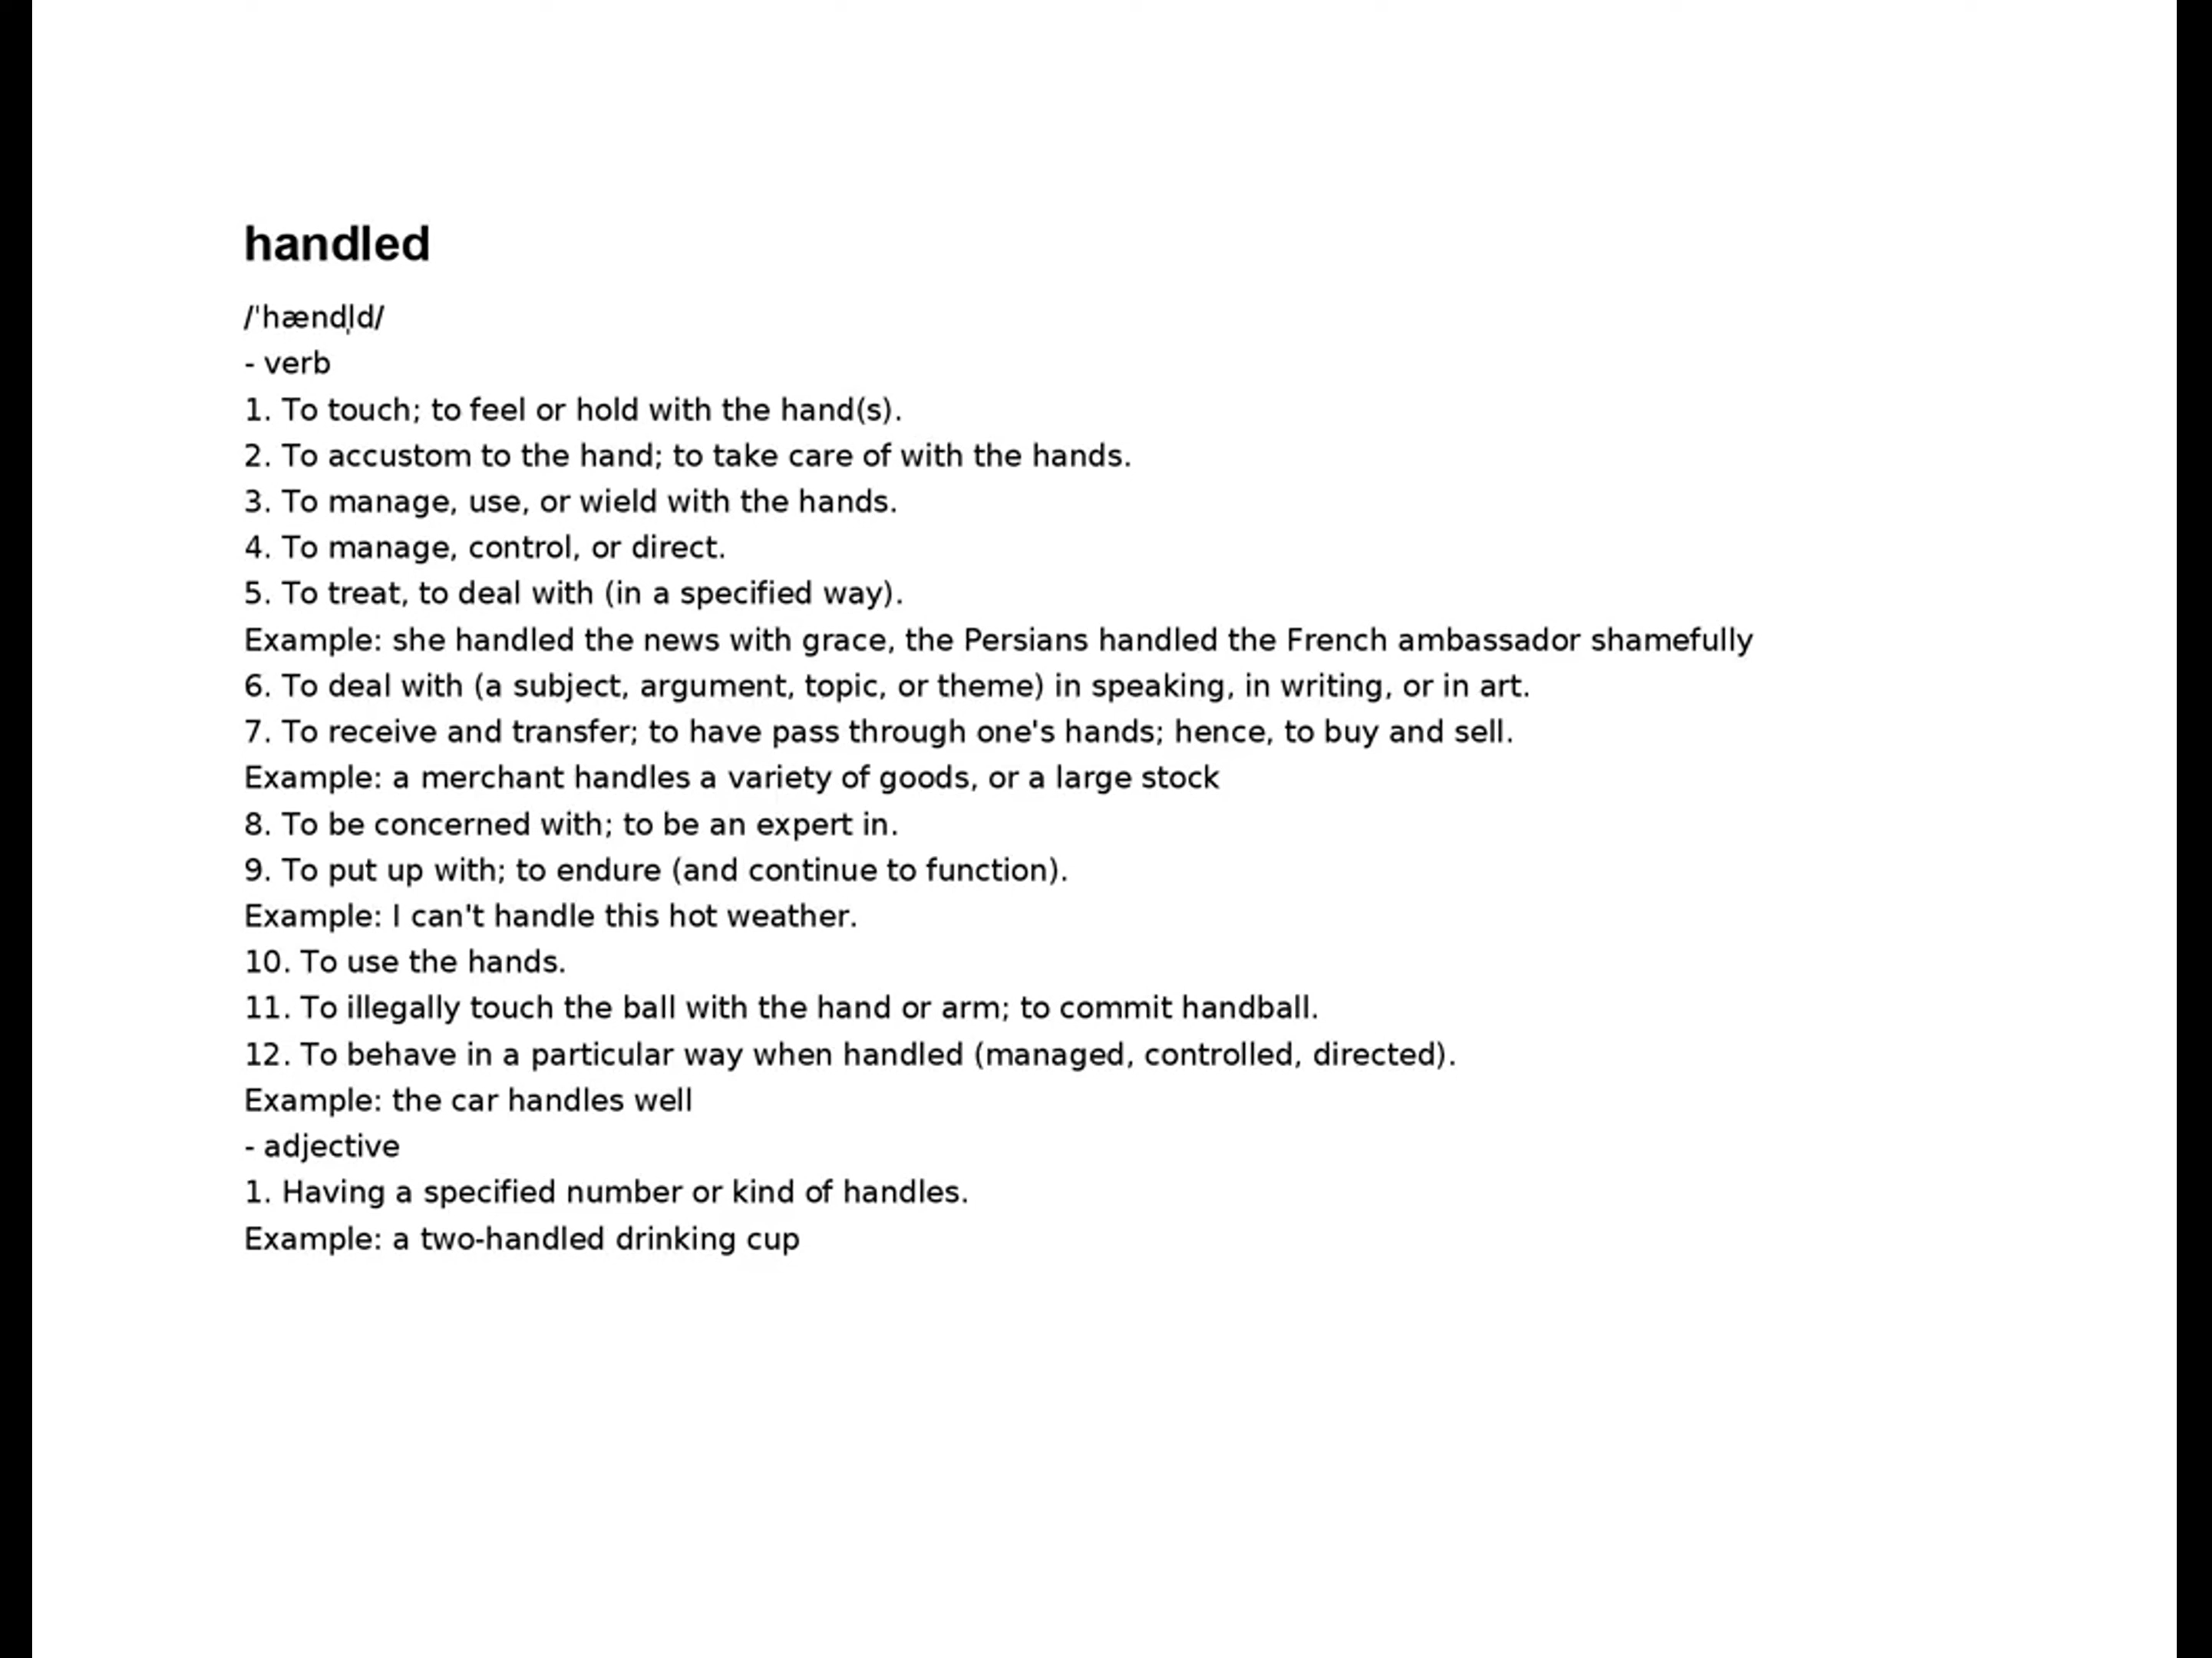 handled
/ˈhændl̩d/
- verb
1. To touch; to feel or hold with the hand(s).
2. To accustom to the hand; to take care of with the hands.
3. To manage, use, or wield with the hands.
4. To manage, control, or direct.
5. To treat, to deal with (in a specified way).
Example: she handled the news with grace, the Persians handled the French ambassador shamefully
6. To deal with (a subject, argument, topic, or theme) in speaking, in writing, or in art.
7. To receive and transfer; to have pass through one's hands; hence, to buy and sell.
Example: a merchant handles a variety of goods, or a large stock
8. To be concerned with; to be an expert in.
9. To put up with; to endure (and continue to function).
Example: I can't handle this hot weather.
10. To use the hands.
11. To illegally touch the ball with the hand or arm; to commit handball.
12. To behave in a particular way when handled (managed, controlled, directed).
Example: the car handles well
- adjective
1. Having a specified number or kind of handles.
Example: a two-handled drinking cup